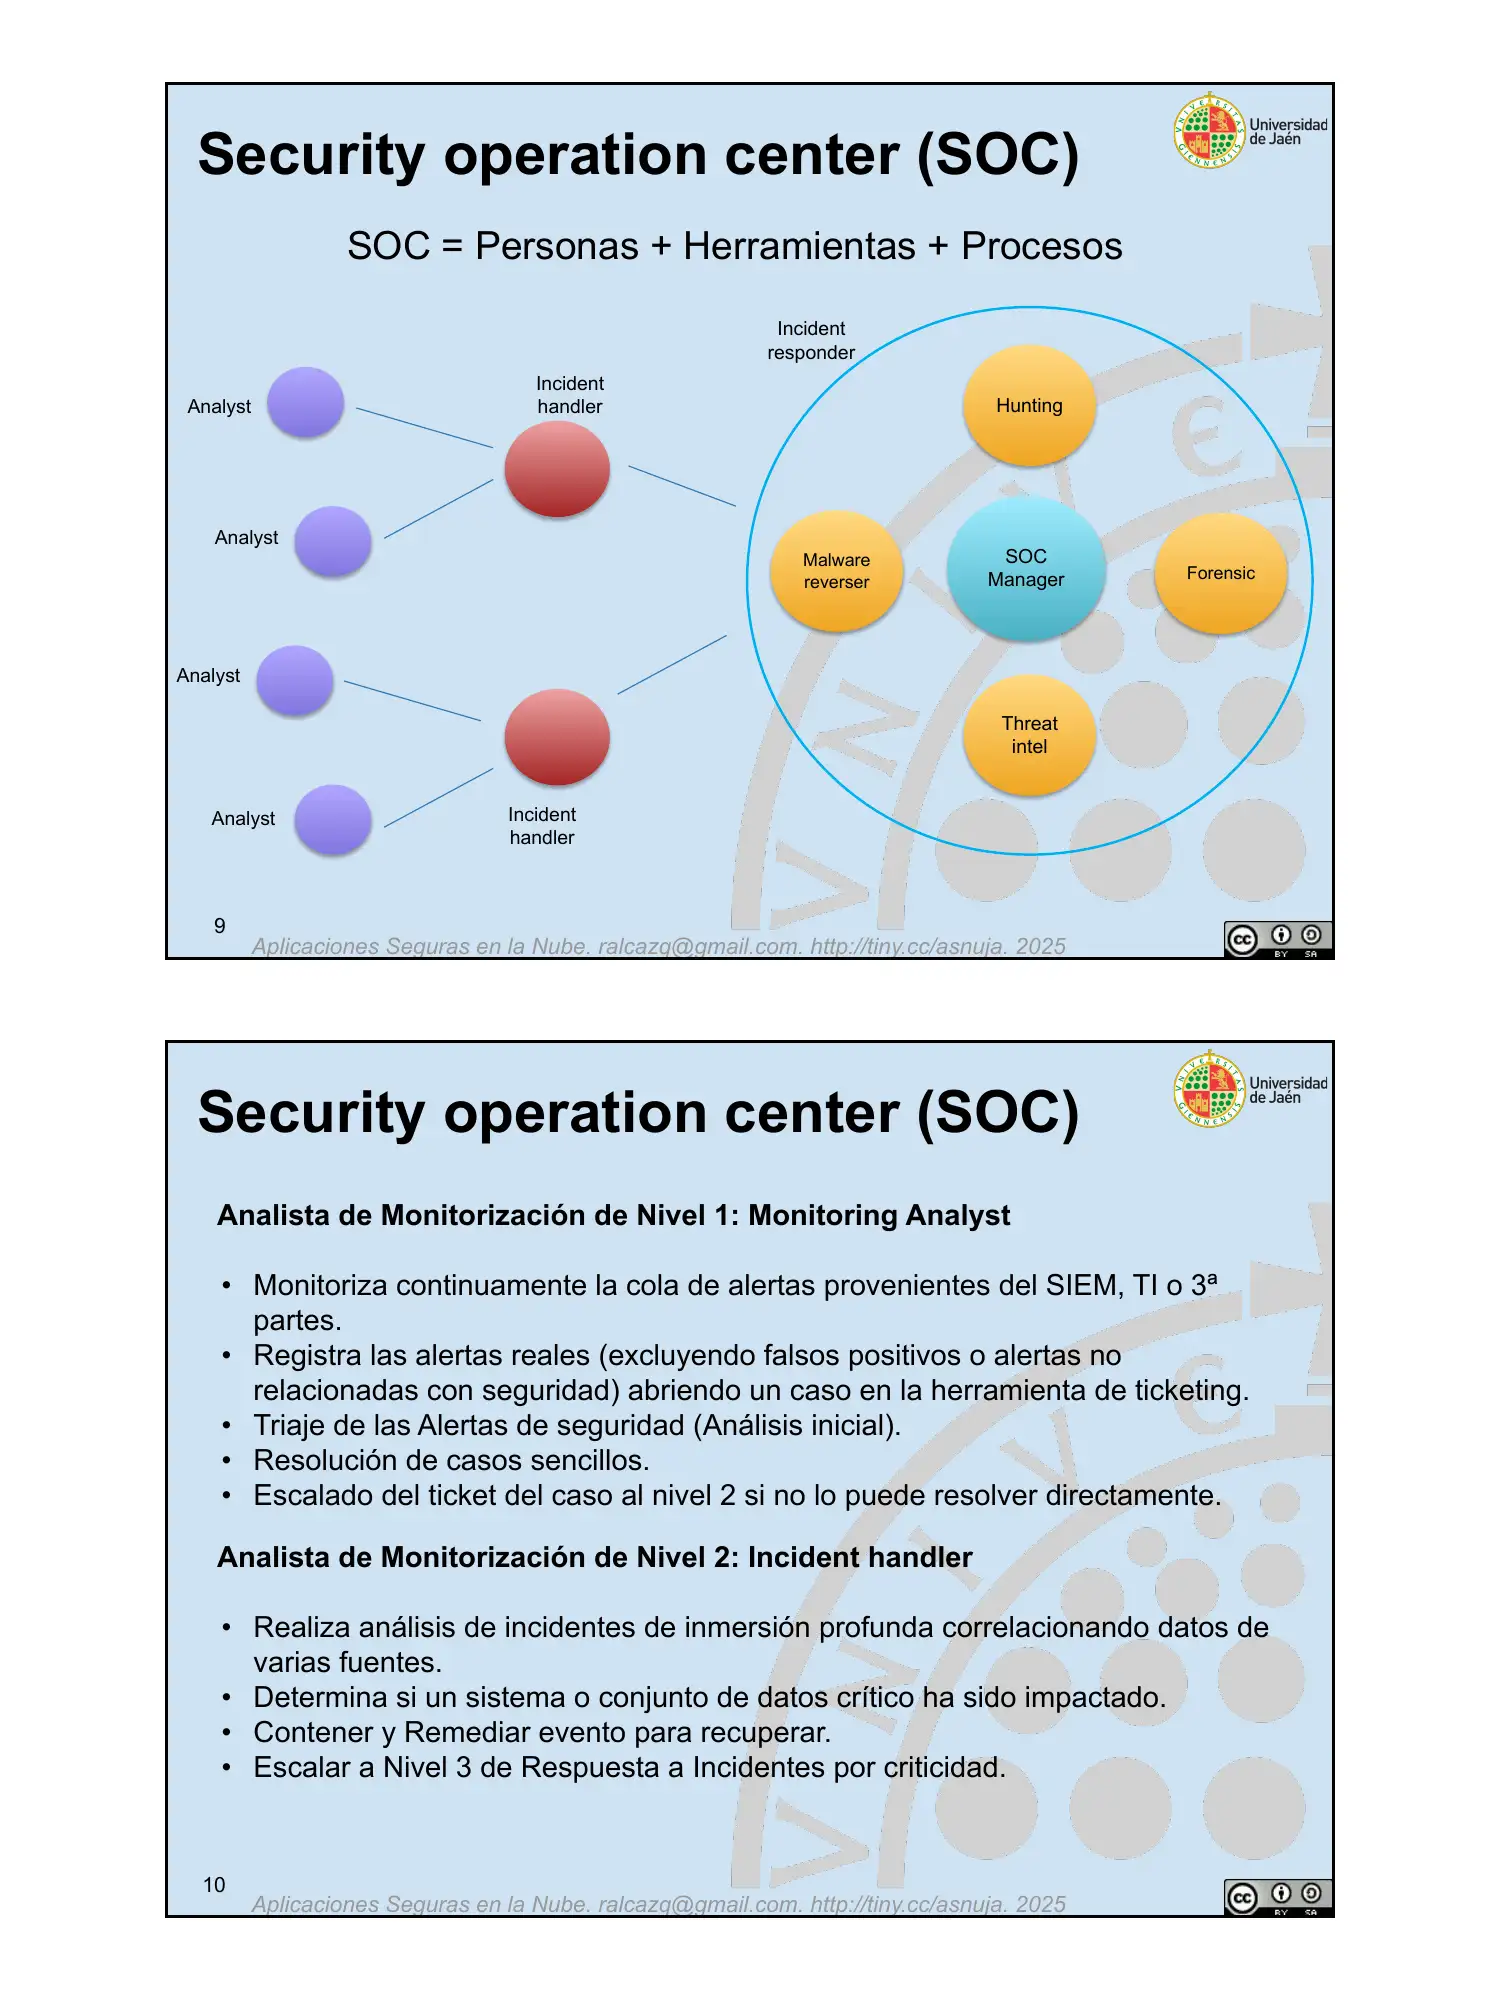 Security operation center (SOC)
Universidad
de Jaén
SOC = Personas + Herramientas + Procesos
Incident
responder
Hunting
Incident
handler
Analyst
Analyst
Malware
reverser
SOC
Manager
Forensic
Analyst
Threat
intel
Analyst
Incident
handler
9
Aplicaciones Seguras en la Nube. ralcazq@gmail.com. http://tiny.cc/asnuja. 2025
cc
BY SA
Security operation center (SOC)
Universidad
de Jaén
Analista de Monitorización de Nivel 1: Monitoring Analyst
• Monitoriza continuamente la cola de alertas provenientes del SIEM, TI o 3ª
partes.
• Registra las alertas reales (excluyendo falsos positivos o alertas no
relacionadas con seguridad) abriendo un caso en la herramienta de ticketing.
• Triaje de las Alertas de seguridad (Análisis inicial).
• Resolución de casos sencillos.
• Escalado del ticket del caso al nivel 2 si no lo puede resolver directamente.
Analista de Monitorización de Nivel 2: Incident handler
• Realiza análisis de incidentes de inmersión profunda correlacionando datos de
varias fuentes.
• Determina si un sistema o conjunto de datos crítico ha sido impactado.
• Contener y Remediar evento para recuperar.
• Escalar a Nivel 3 de Respuesta a Incidentes por criticidad.
10
Aplicaciones Seguras en la Nube. ralcazq@gmail.com. http://tiny.cc/asnuja. 2025
cc
BY SA